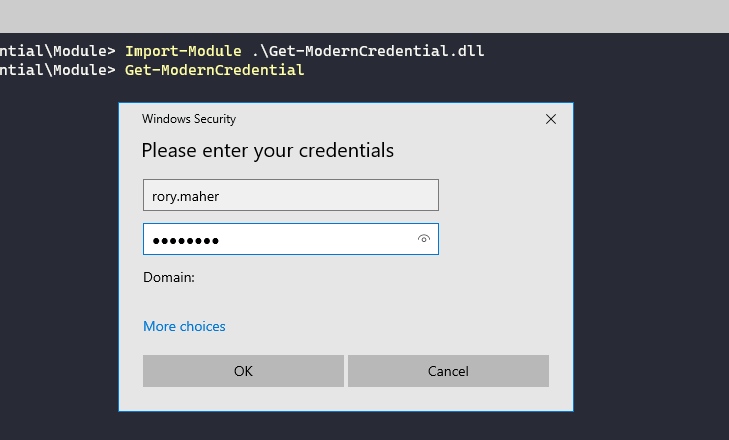 ntial\Module> Import-Module .\Get-ModernCredential.dll
ntial\Module> Get-ModernCredential
Windows Security
Please enter your credentials
rory.maher
●●●●●●●●
Domain:
More choices
OK Cancel